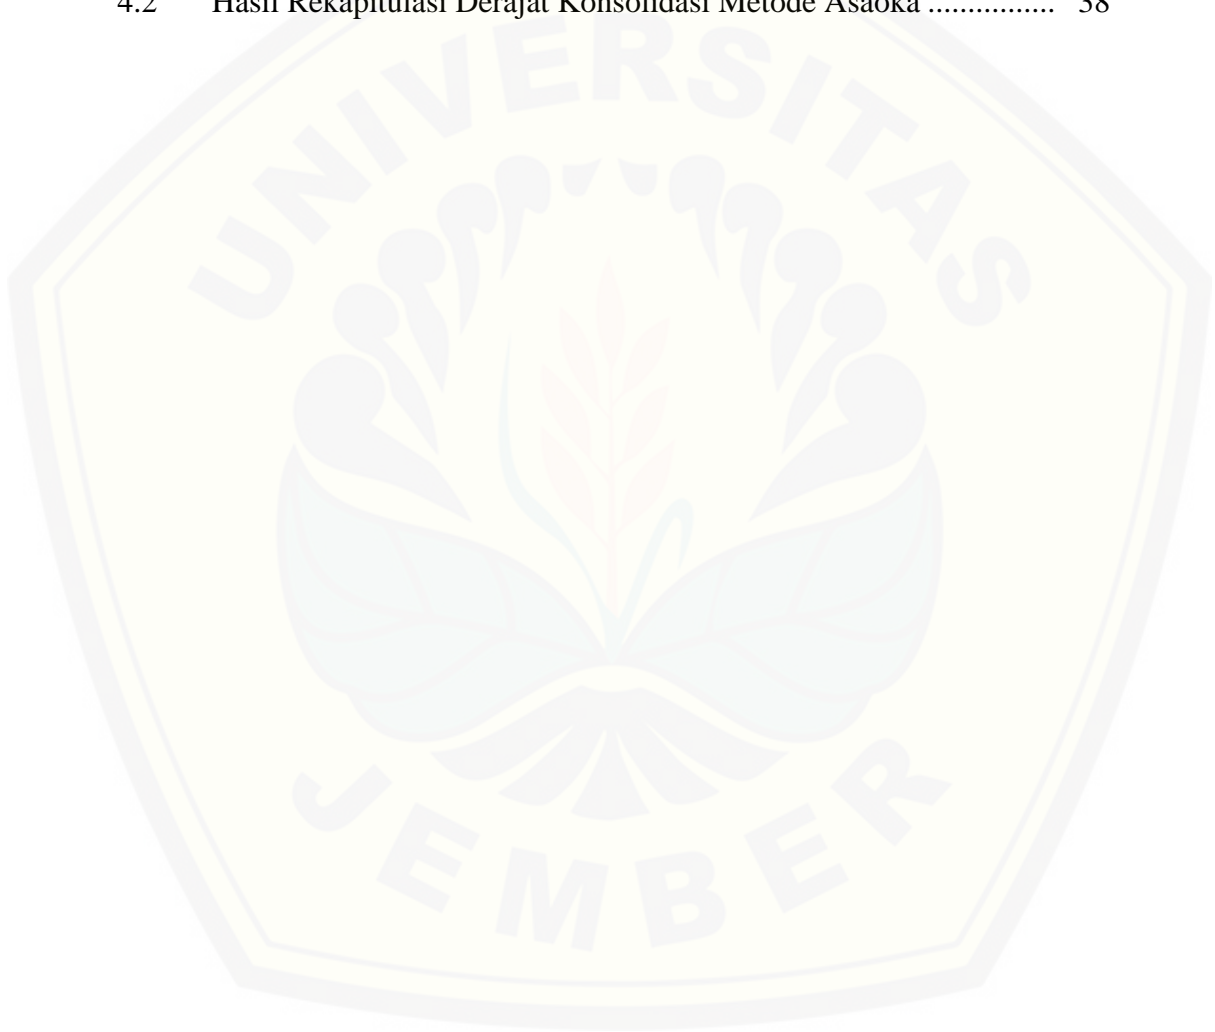 4.2 Hasil Rekapitulasi Derajat Konsolidasi Metode Asaoka ................ 38
UNIVERSITAS
JEMBER